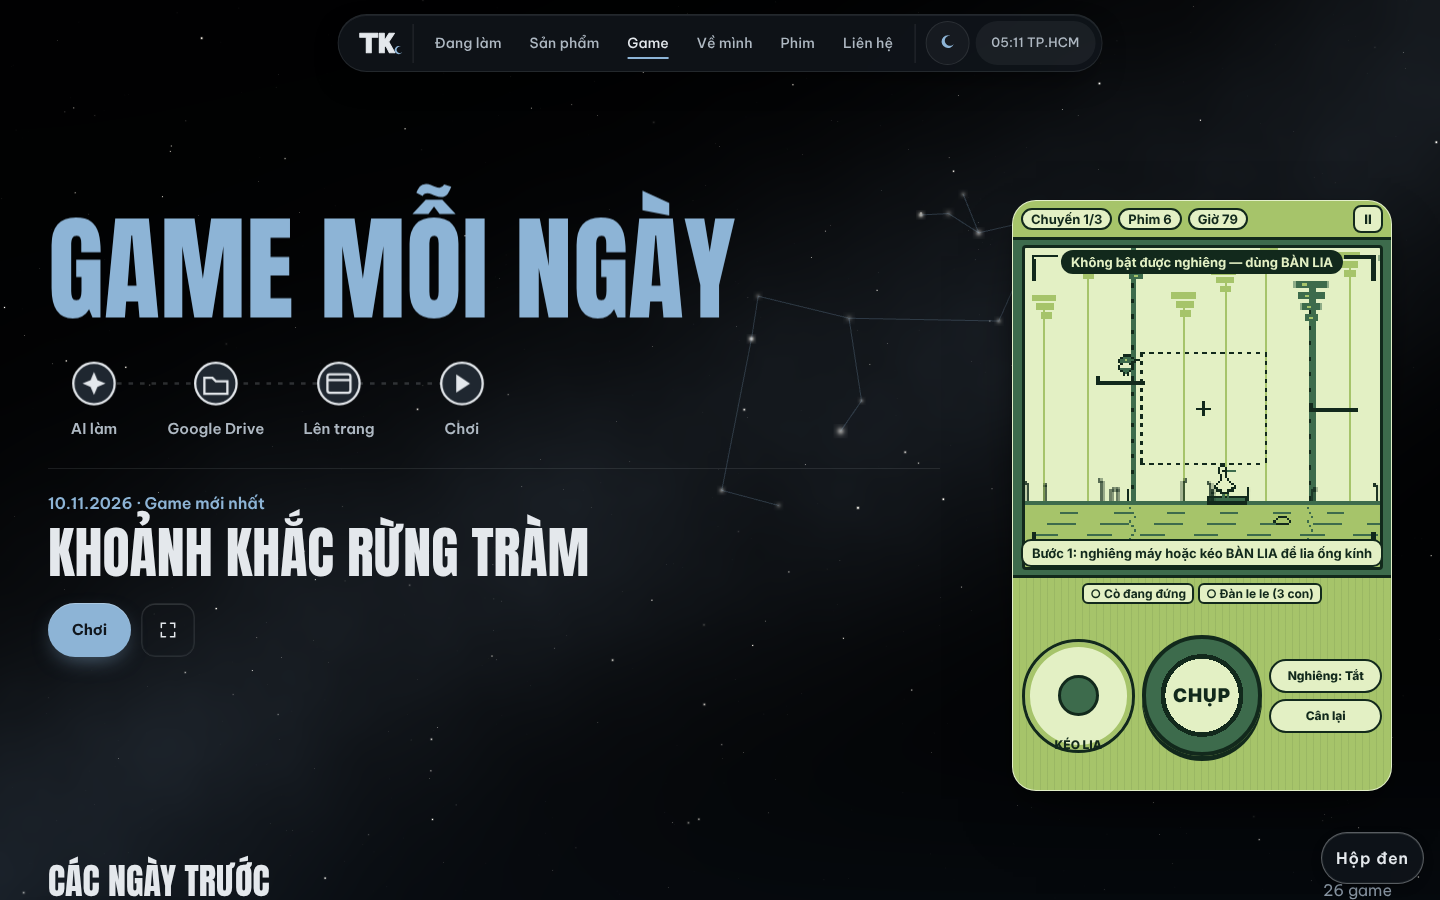 TK
Đang làm
Sản phẩm
Game
Về mình
Phim
Liên hệ
05:11 TP.HCM
GAME MỖI NGÀY
AI làm
Google Drive
Lên trang
Chơi
10.11.2026 · Game mới nhất
KHOẢNH KHẮC RỪNG TRÀM
Chơi
Chuyến 1/3
Phim 6
Giờ 79
Không bật được nghiêng — dùng BÀN LIA
Bước 1: nghiêng máy hoặc kéo BÀN LIA để lia ống kính
Cò đang đứng
Đàn le le (3 con)
KÉO LIA
CHỤP
Nghiêng: Tắt
Cân lại
CÁC NGÀY TRƯỚC
Hộp đen
26 game